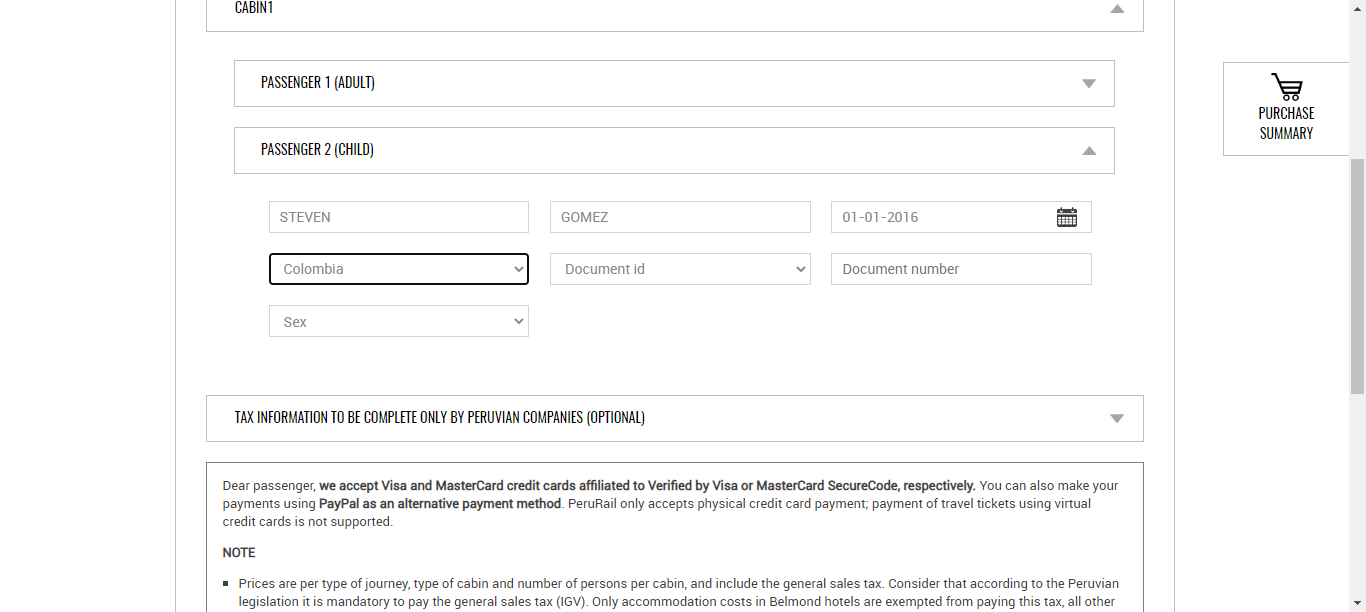 CABIN1
PASSENGER 1 (ADULT)
PURCHASE
SUMMARY
PASSENGER 2 (CHILD)
STEVEN
GOMEZ
01-01-2016
Colombia
Document id
Document number
Sex
TAX INFORMATION TO BE COMPLETE ONLY BY PERUVIAN COMPANIES (OPTIONAL)
Dear passenger, we accept Visa and MasterCard credit cards affiliated to Verified by Visa or MasterCard SecureCode, respectively. You can also make your
payments using PayPal as an alternative payment method. PeruRail only accepts physical credit card payment; payment of travel tickets using virtual
credit cards is not supported.
NOTE
▪ Prices are per type of journey, type of cabin and number of persons per cabin, and include the general sales tax. Consider that according to the Peruvian
legislation it is mandatory to pay the general sales tax (IGV). Only accommodation costs in Belmond hotels are exempted from paying this tax, all other